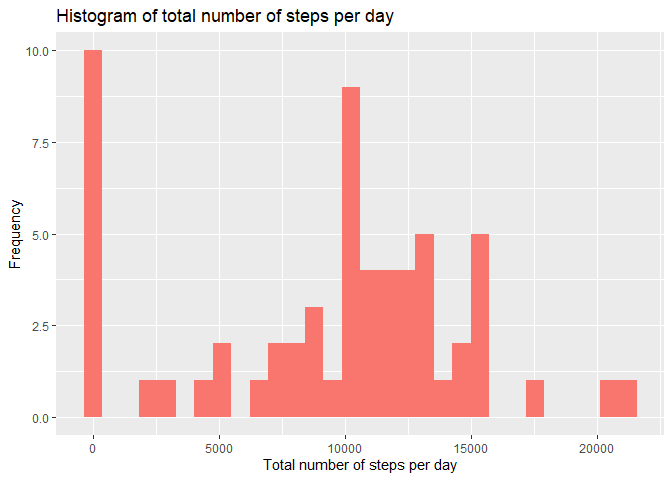 Histogram of total number of steps per day
10.0
7.5
5.0
2.5
0.0
Frequency
0 5000 10000 15000 20000
Total number of steps per day